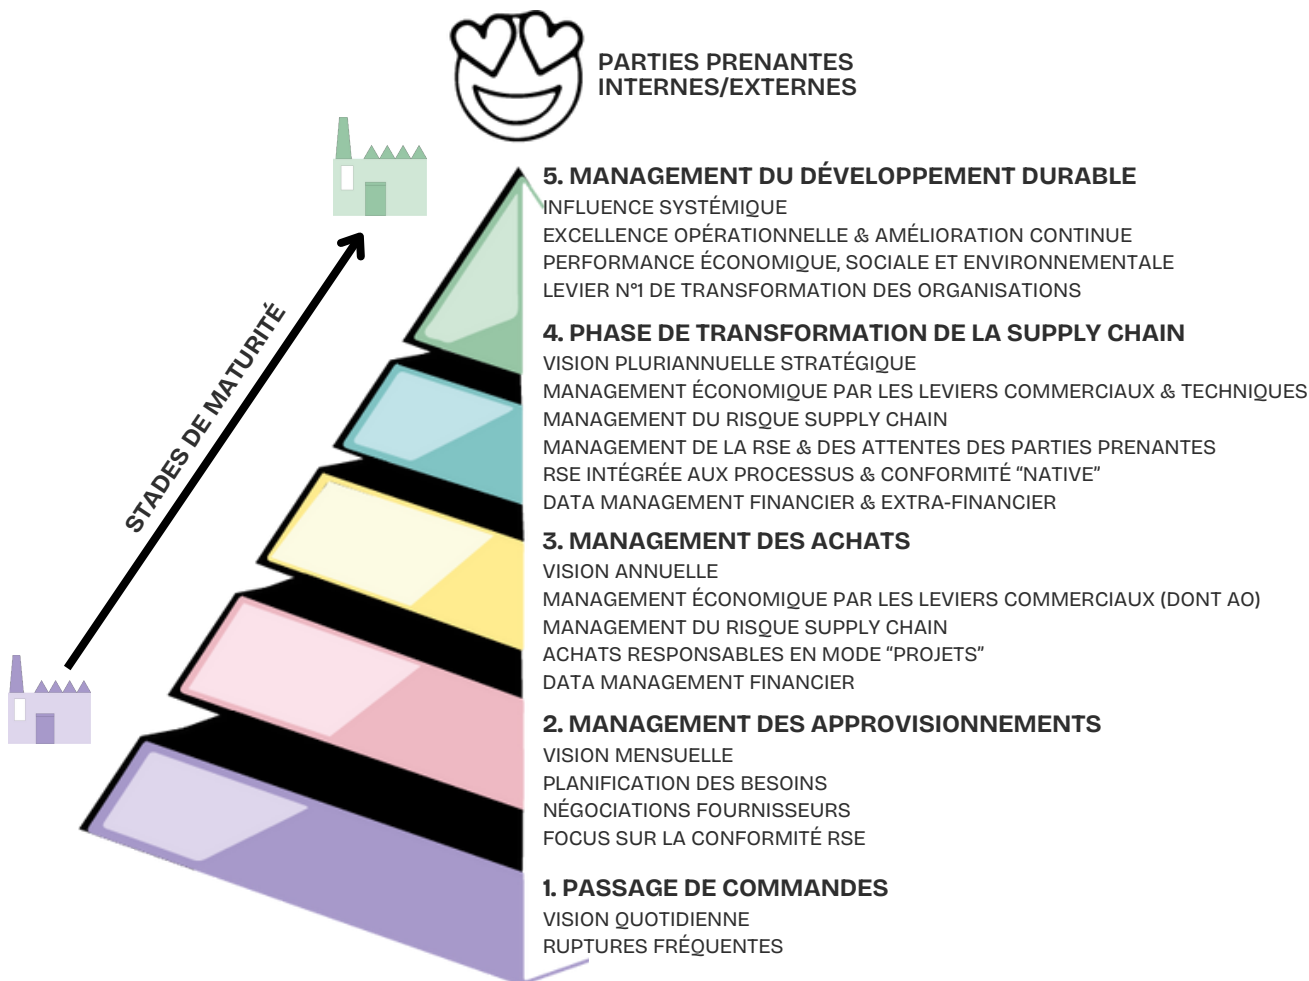 PARTIES PRENANTES
INTERNES/EXTERNES
STADES DE MATURITÉ
5. MANAGEMENT DU DÉVELOPPEMENT DURABLE
INFLUENCE SYSTÉMIQUE
EXCELLENCE OPÉRATIONNELLE & AMÉLIORATION CONTINUE
PERFORMANCE ÉCONOMIQUE, SOCIALE ET ENVIRONNEMENTALE
LEVIER N°1 DE TRANSFORMATION DES ORGANISATIONS
4. PHASE DE TRANSFORMATION DE LA SUPPLY CHAIN
VISION PLURIANNUELLE STRATÉGIQUE
MANAGEMENT ÉCONOMIQUE PAR LES LEVIERS COMMERCIAUX & TECHNIQUES
MANAGEMENT DU RISQUE SUPPLY CHAIN
MANAGEMENT DE LA RSE & DES ATTENTES DES PARTIES PRENANTES
RSE INTÉGRÉE AUX PROCESSUS & CONFORMITÉ “NATIVE”
DATA MANAGEMENT FINANCIER & EXTRA-FINANCIER
3. MANAGEMENT DES ACHATS
VISION ANNUELLE
MANAGEMENT ÉCONOMIQUE PAR LES LEVIERS COMMERCIAUX (DONT AO)
MANAGEMENT DU RISQUE SUPPLY CHAIN
ACHATS RESPONSABLES EN MODE “PROJETS”
DATA MANAGEMENT FINANCIER
2. MANAGEMENT DES APPROVISIONNEMENTS
VISION MENSUELLE
PLANIFICATION DES BESOINS
NÉGOCIATIONS FOURNISSEURS
FOCUS SUR LA CONFORMITÉ RSE
1. PASSAGE DE COMMANDES
VISION QUOTIDIENNE
RUPTURES FRÉQUENTES